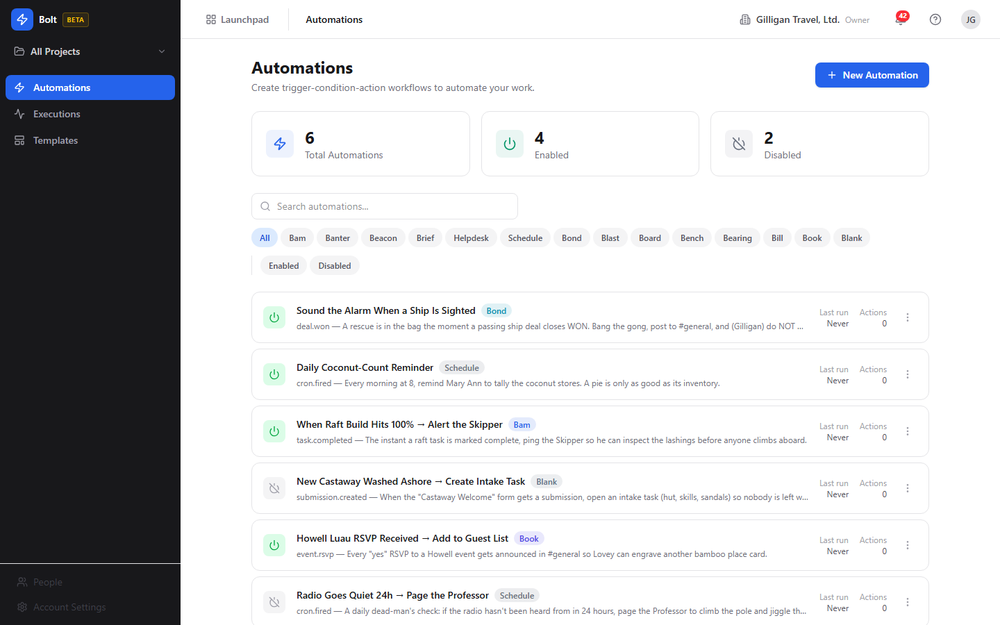 Bolt BETA
All Projects
Automations
Executions
Templates
People
Account Settings
Launchpad
Automations
Gilligan Travel, Ltd. Owner
42
JG
Automations
Create trigger-condition-action workflows to automate your work.
New Automation
6
Total Automations
4
Enabled
2
Disabled
Search automations...
All Bam Banter Beacon Brief Helpdesk Schedule Bond Blast Board Bench Bearing Bill Book Blank
Enabled Disabled
Sound the Alarm When a Ship Is Sighted Bond
deal.won — A rescue is in the bag the moment a passing ship deal closes WON. Bang the gong, post to #general, and (Gilligan) do NOT ...
Last run Actions
Never 0
Daily Coconut-Count Reminder Schedule
cron.fired — Every morning at 8, remind Mary Ann to tally the coconut stores. A pie is only as good as its inventory.
Last run Actions
Never 0
When Raft Build Hits 100% → Alert the Skipper Bam
task.completed — The instant a raft task is marked complete, ping the Skipper so he can inspect the lashings before anyone climbs aboard.
Last run Actions
Never 0
New Castaway Washed Ashore → Create Intake Task Blank
submission.created — When the "Castaway Welcome" form gets a submission, open an intake task (hut, skills, sandals) so nobody is left w...
Last run Actions
Never 0
Howell Luau RSVP Received → Add to Guest List Book
event.rsvp — Every "yes" RSVP to a Howell event gets announced in #general so Lovey can engrave another bamboo place card.
Last run Actions
Never 0
Radio Goes Quiet 24h → Page the Professor Schedule
cron.fired — A daily dead-man's check: if the radio hasn't been heard from in 24 hours, page the Professor to climb the pole and jiggle th...
Last run Actions
Never 0